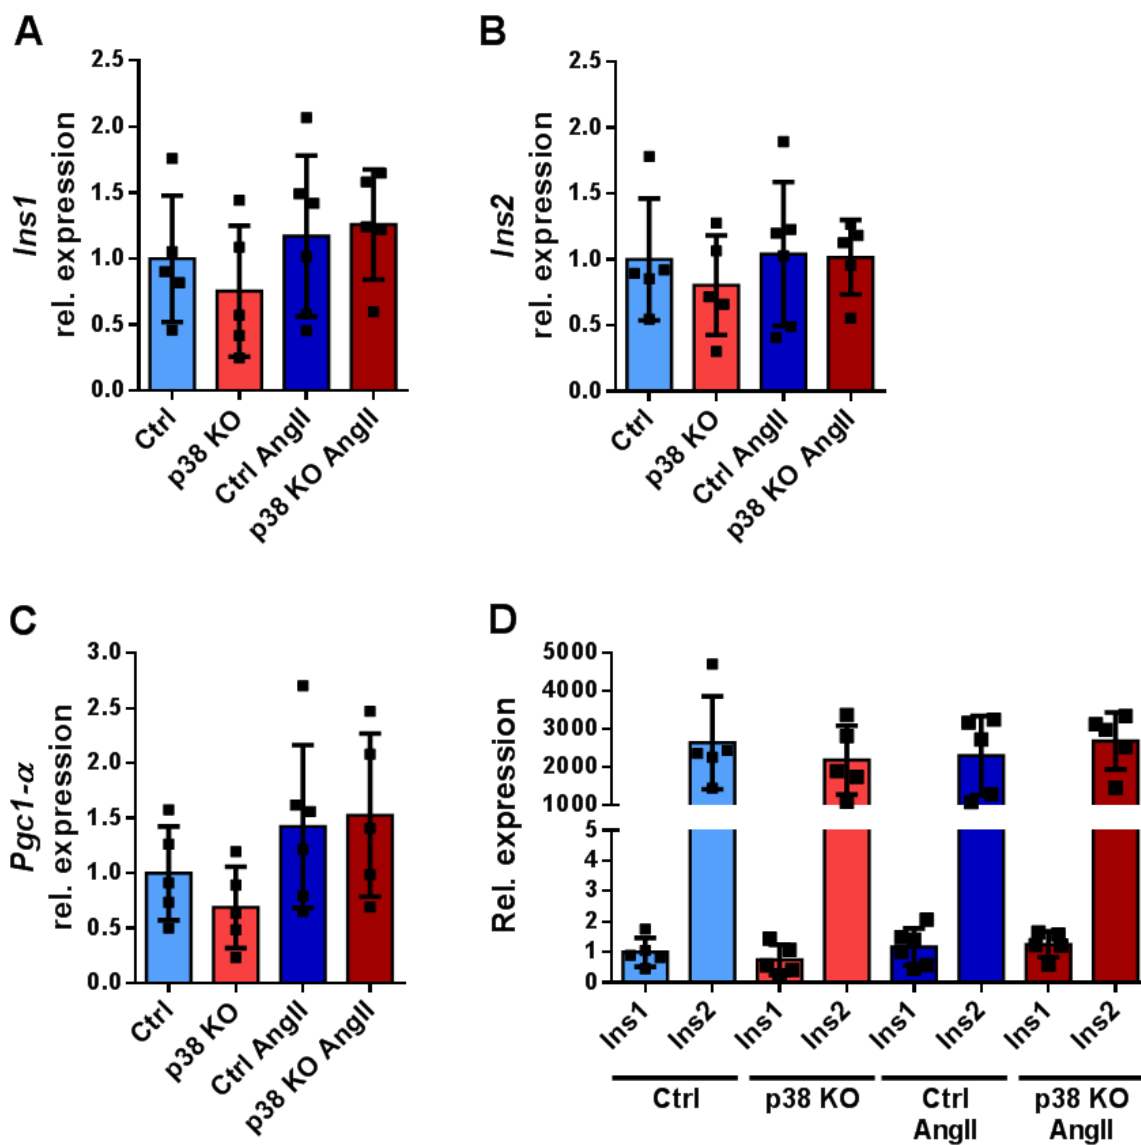 A
Ins1
rel. expression
2.5
2.0
1.5
1.0
0.5
0.0
Ctrl
p38 KO
Ctrl AngII
p38 KO AngII
B
Ins2
rel. expression
2.5
2.0
1.5
1.0
0.5
0.0
Ctrl
p38 KO
Ctrl AngII
p38 KO AngII
C
Pgc1-α
rel. expression
3.0
2.5
2.0
1.5
1.0
0.5
0.0
Ctrl
p38 KO
Ctrl AngII
p38 KO AngII
D
Rel. expression
5000
4000
3000
2000
1000
5
4
3
2
1
0
Ins1
Ins2
Ins1
Ins2
Ins1
Ins2
Ins1
Ins2
Ctrl
p38 KO
Ctrl
AngII
p38 KO
AngII